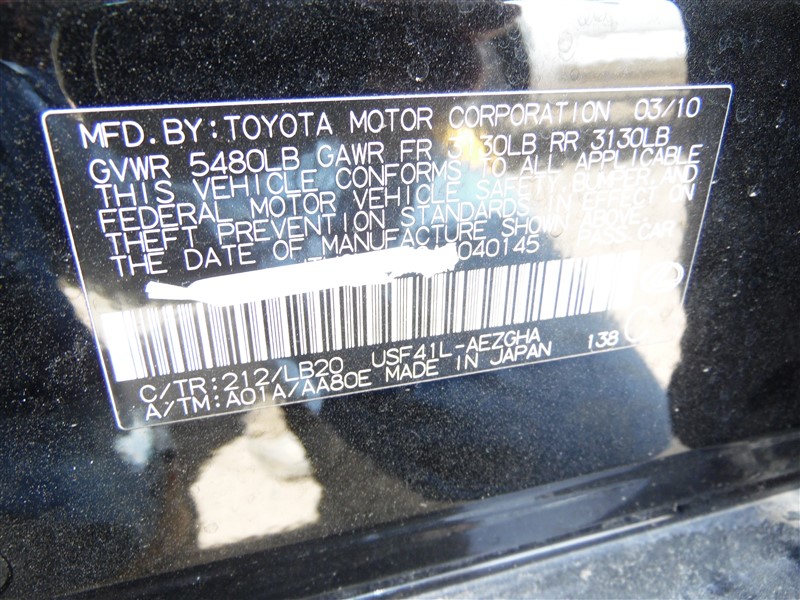 MFD. BY: TOYOTA MOTOR CORPORATION 03/10
GVWR 5480LB GAWR FR 3 30LB RR 3130LB
THIS VEHICLE CONFORMS TO ALL APPLICABLE
FEDERAL MOTOR VEHICLE SAFETY, BUMPER, AND
THEFT PREVENTION STANDARDS IN EFFECT ON
THE DATE OF MANUFACTURE SHOWN ABOVE.
040145 PASS. CAR
C/TR: 212/LB20 USF41L-AEZGHA 138
A/TM: A01A/AA80E MADE IN JAPAN